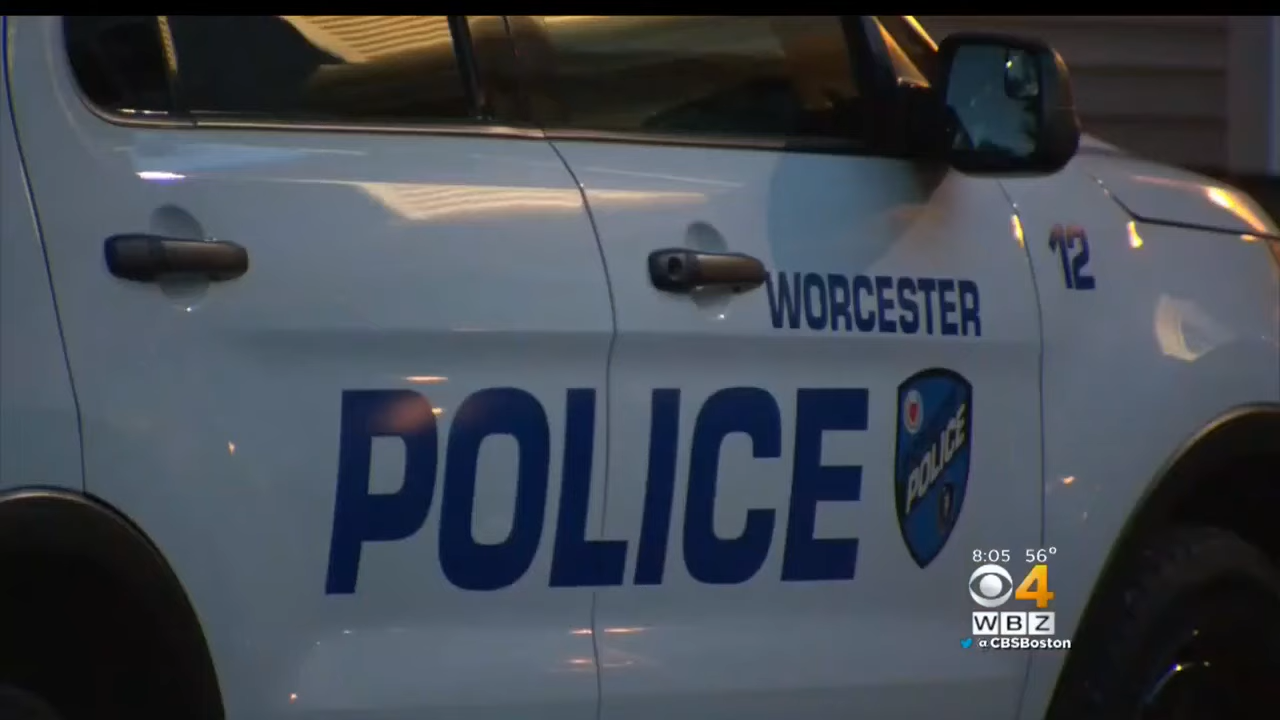 12
WORCESTER
POLICE
POLICE
8:05 56°
4
WBZ
@CBSBoston